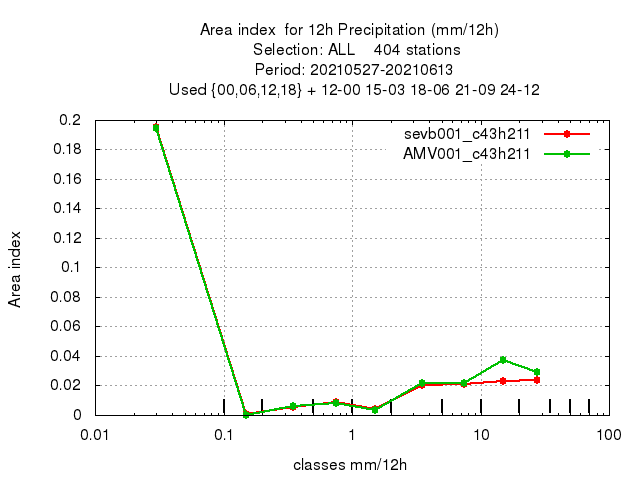 Area index  for 12h Precipitation (mm/12h)
Selection: ALL    404 stations
Period: 20210527-20210613
Used {00,06,12,18} + 12-00 15-03 18-06 21-09 24-12
sevb001_c43h211
AMV001_c43h211
0.2
0.18
0.16
0.14
0.12
0.1
0.08
0.06
0.04
0.02
0
Area index
0.01 0.1 1 10 100
classes mm/12h